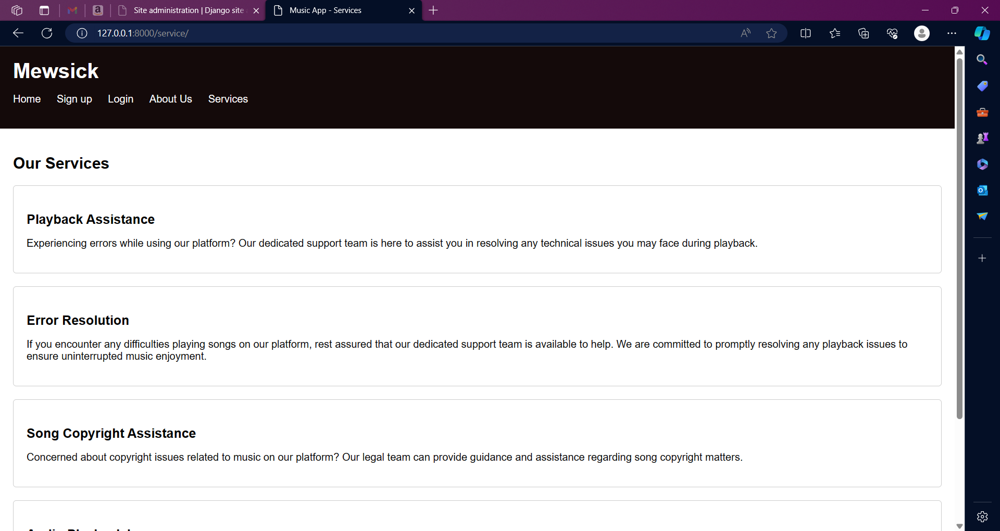 Site administration | Django site
Music App - Services
127.0.0.1:8000/service/
Mewsick
Home Sign up Login About Us Services
Our Services
Playback Assistance
Experiencing errors while using our platform? Our dedicated support team is here to assist you in resolving any technical issues you may face during playback.
Error Resolution
If you encounter any difficulties playing songs on our platform, rest assured that our dedicated support team is available to help. We are committed to promptly resolving any playback issues to
ensure uninterrupted music enjoyment.
Song Copyright Assistance
Concerned about copyright issues related to music on our platform? Our legal team can provide guidance and assistance regarding song copyright matters.